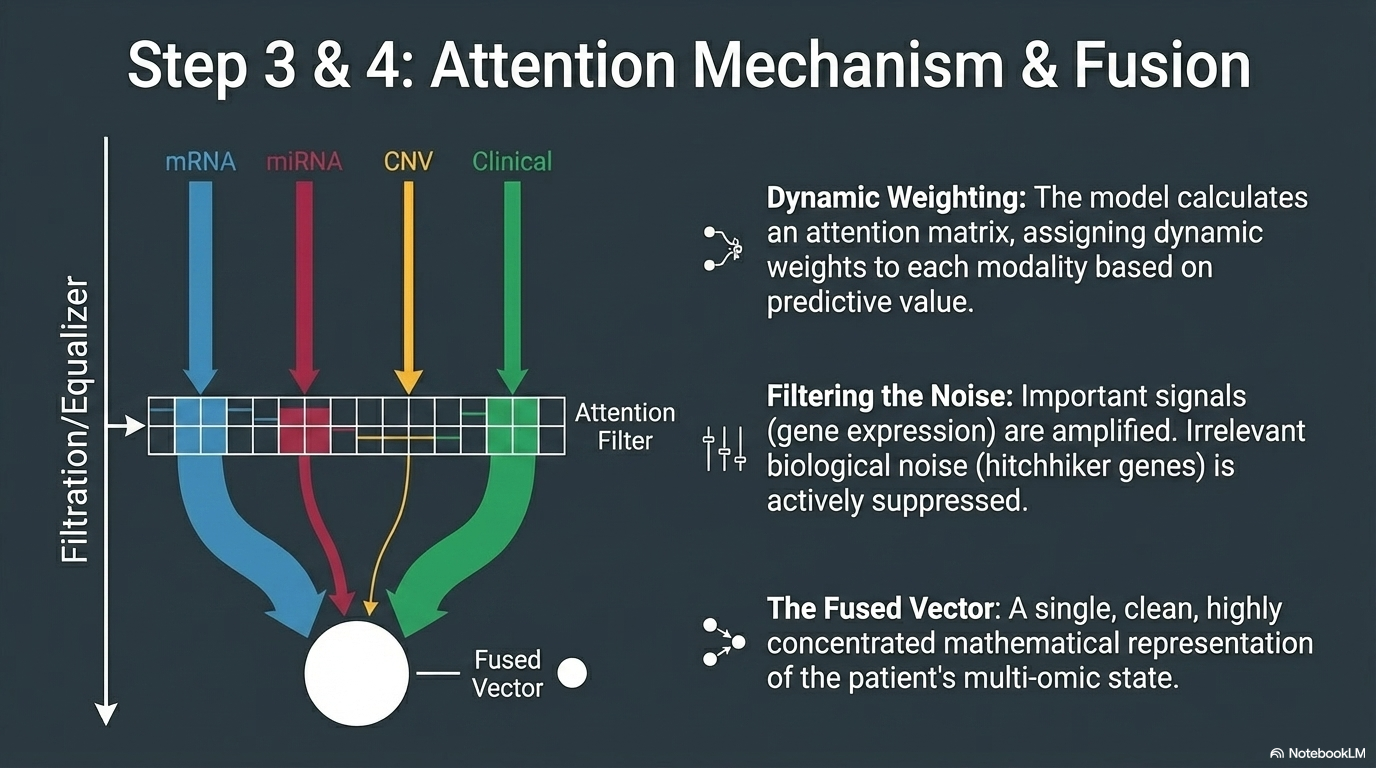 Step 3 & 4: Attention Mechanism & Fusion
Filtration/Equalizer
mRNA
miRNA
CNV
Clinical
Attention
Filter
Fused
Vector
Dynamic Weighting: The model calculates
an attention matrix, assigning dynamic
weights to each modality based on
predictive value.
Filtering the Noise: Important signals
(gene expression) are amplified. Irrelevant
biological noise (hitchhiker genes) is
actively suppressed.
The Fused Vector: A single, clean, highly
concentrated mathematical representation
of the patient's multi-omic state.
NotebookLM